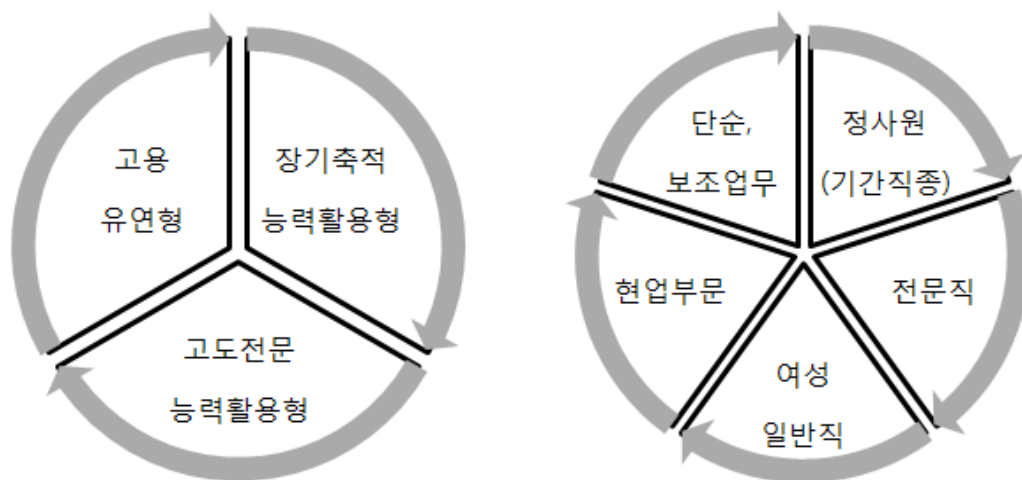 고용
유연형
장기축적
능력활용형
고도전문
능력활용형
단순,
보조업무
정사원
(기간직종)
현업부문
전문직
여성
일반직